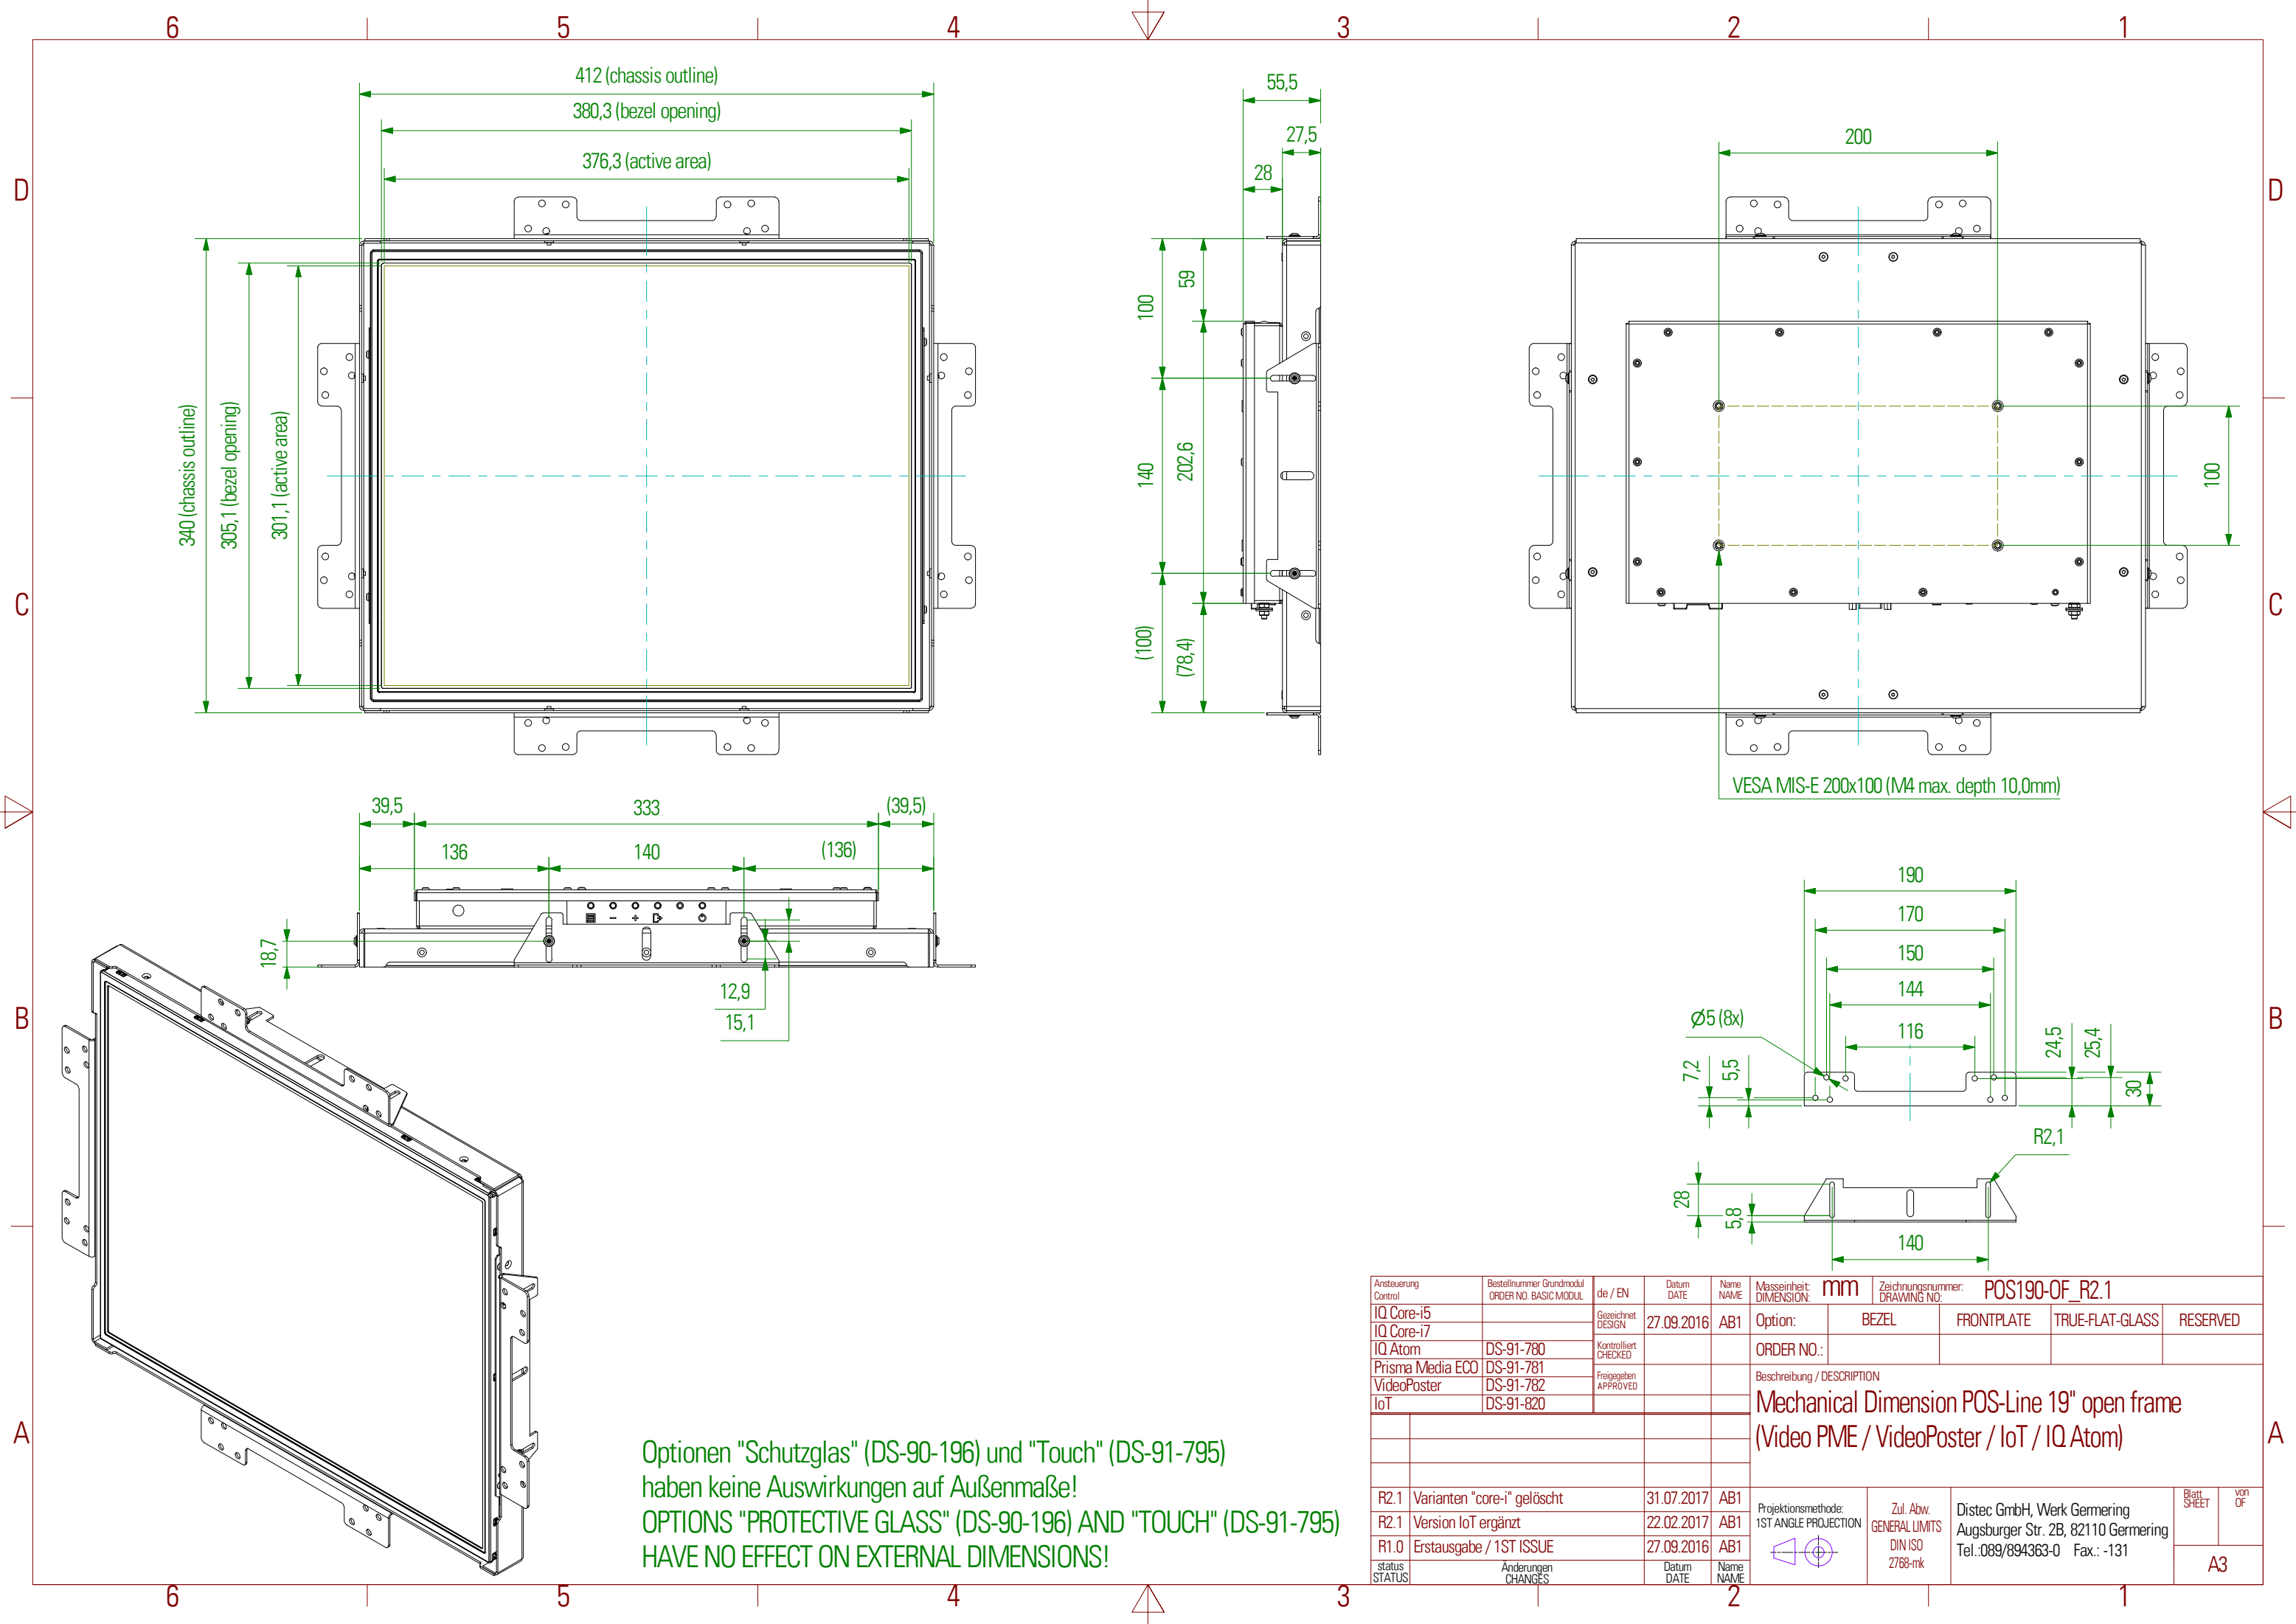 6
5
4
3
2
1
D
D
C
C
B
B
A
A
412 (chassis outline)
380,3 (bezel opening)
376,3 (active area)
340 (chassis outline)
305,1 (bezel opening)
301,1 (active area)
55,5
27,5
28
100
59
140
202,6
(100)
(78,4)
200
100
VESA MIS-E 200x100 (M4 max. depth 10,0mm)
39,5
333
(39,5)
136
140
(136)
18,7
12,9
15,1
190
170
150
144
116
Ø5 (8x)
7,2
5,5
24,5
25,4
30
R2,1
28
5,8
140
Optionen "Schutzglas" (DS-90-196) und "Touch" (DS-91-795)
haben keine Auswirkungen auf Außenmaße!
OPTIONS "PROTECTIVE GLASS" (DS-90-196) AND "TOUCH" (DS-91-795)
HAVE NO EFFECT ON EXTERNAL DIMENSIONS!
Ansteuerung
Control
Bestellnummer Grundmodul
ORDER NO. BASIC MODUL
de / EN
Datum
DATE
Name
NAME
IQ Core-i5
IQ Core-i7
IQ Atom DS-91-780
Prisma Media ECO DS-91-781
VideoPoster DS-91-782
IoT DS-91-820
Gezeichnet
DESIGN
27.09.2016 AB1
Kontrolliert
CHECKED
Freigegeben
APPROVED
Masseinheit:
DIMENSION:
mm
Zeichnungsnummer:
DRAWING NO:
POS190-OF_R2.1
Option: BEZEL FRONTPLATE TRUE-FLAT-GLASS RESERVED
ORDER NO.:
Beschreibung / DESCRIPTION
Mechanical Dimension POS-Line 19" open frame
(Video PME / VideoPoster / IoT / IQ Atom)
R2.1 Varianten "core-i" gelöscht 31.07.2017 AB1
R2.1 Version IoT ergänzt 22.02.2017 AB1
R1.0 Erstausgabe / 1ST ISSUE 27.09.2016 AB1
status
STATUS
Änderungen
CHANGES
Datum
DATE
Name
NAME
Projektionsmethode:
1ST ANGLE PROJECTION
Zul. Abw.
GENERAL LIMITS
DIN ISO
2768-mk
Distec GmbH, Werk Germering
Augsburger Str. 2B, 82110 Germering
Tel.:089/894363-0 Fax.: -131
Blatt
SHEET
von
OF
A3
6
5
4
3
2
1